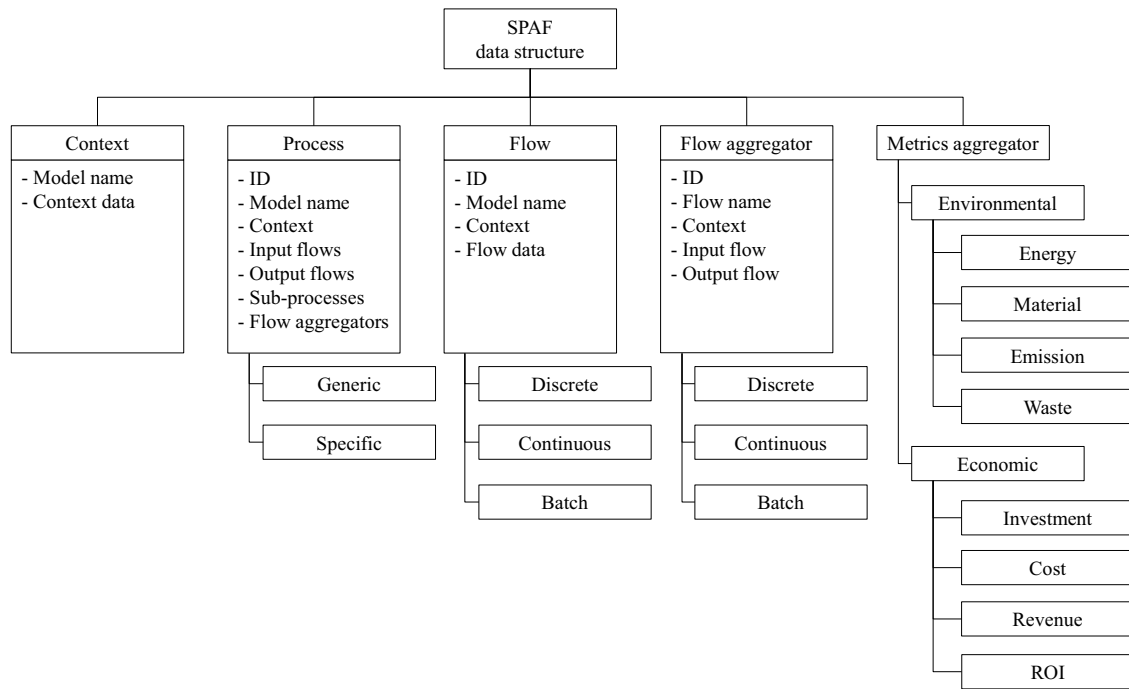 SPAF
data structure
Context
- Model name
- Context data
Process
- ID
- Model name
- Context
- Input flows
- Output flows
- Sub-processes
- Flow aggregators
Generic
Specific
Flow
- ID
- Model name
- Context
- Flow data
Discrete
Continuous
Batch
Flow aggregator
- ID
- Flow name
- Context
- Input flow
- Output flow
Discrete
Continuous
Batch
Metrics aggregator
Environmental
Energy
Material
Emission
Waste
Economic
Investment
Cost
Revenue
ROI